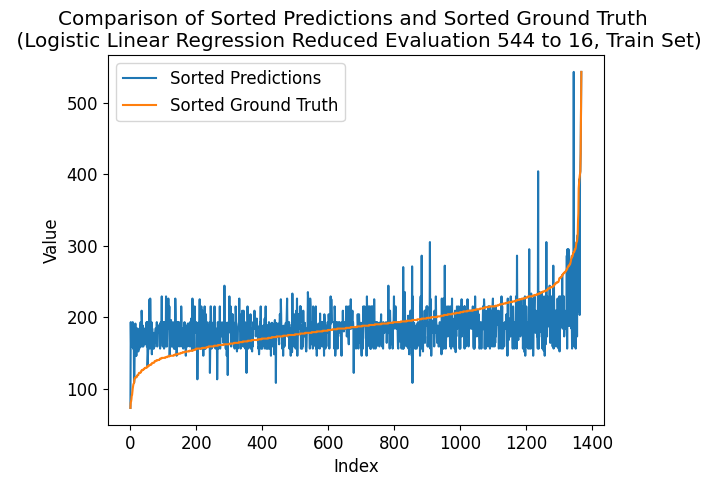 Comparison of Sorted Predictions and Sorted Ground Truth
(Logistic Linear Regression Reduced Evaluation 544 to 16, Train Set)
Sorted Predictions
Sorted Ground Truth
500
400
300
200
100
Value
0 200 400 600 800 1000 1200 1400
Index